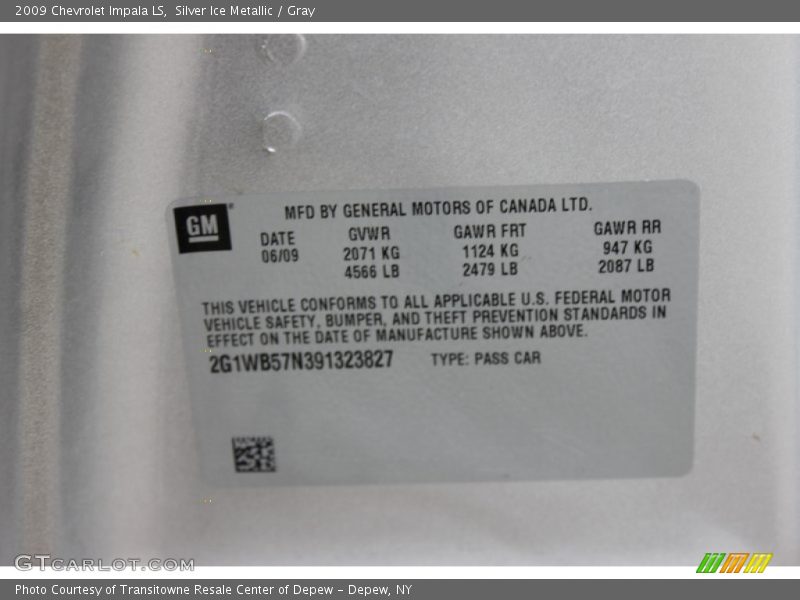 2009 Chevrolet Impala LS,  Silver Ice Metallic / Gray
GM®
MFD BY GENERAL MOTORS OF CANADA LTD.
DATE GVWR GAWR FRT GAWR RR
06/09 2071 KG 1124 KG 947 KG
4566 LB 2479 LB 2087 LB
THIS VEHICLE CONFORMS TO ALL APPLICABLE U.S. FEDERAL MOTOR
VEHICLE SAFETY, BUMPER, AND THEFT PREVENTION STANDARDS IN
EFFECT ON THE DATE OF MANUFACTURE SHOWN ABOVE.
2G1WB57N391323827 TYPE: PASS CAR
GTCARLOT.COM
Photo Courtesy of Transitowne Resale Center of Depew – Depew, NY